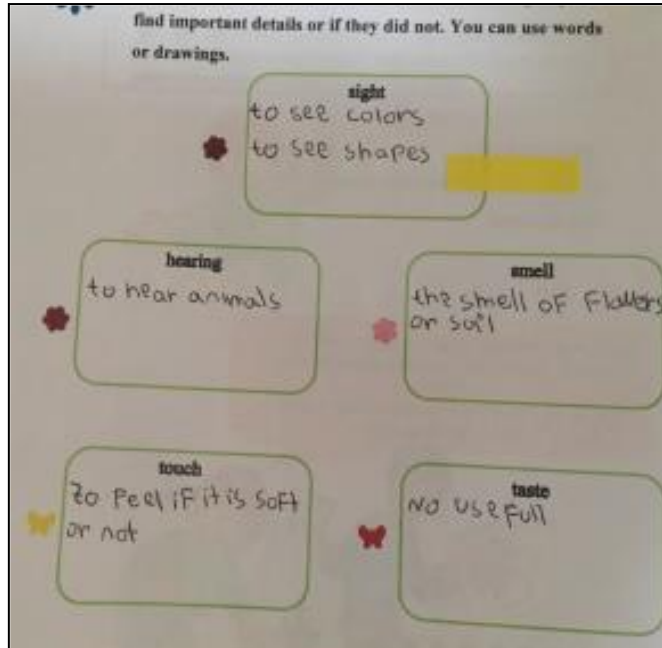 find important details or if they did not. You can use words
or drawings.
sight
to see colors
to see shapes
hearing
to hear animals
smell
the smell of Flallors
or soil
touch
to Peel iF it is soft
or not
taste
No useFull